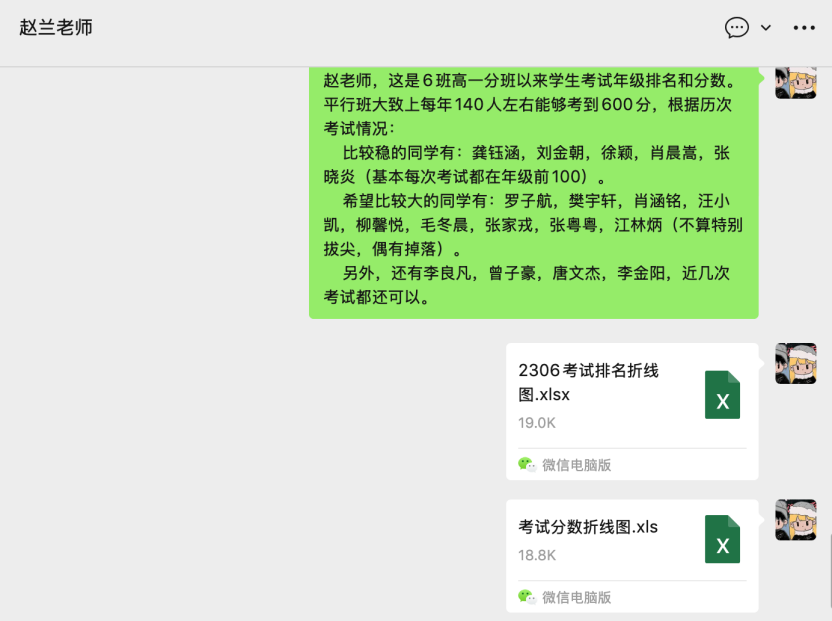 赵兰老师
赵老师，这是6班高一分班以来学生考试年级排名和分数。
平行班大致上每年140人左右能够考到600分，根据历次
考试情况：
比较稳的同学有：龚钰涵，刘金朝，徐颖，肖晨嵩，张
晓炎（基本每次考试都在年级前100）。
希望比较大的同学有：罗子航，樊宇轩，肖涵铭，汪小
凯，柳馨悦，毛冬晨，张家戎，张粤粤，江林炳（不算特别
拔尖，偶有掉落）。
另外，还有李良凡，曾子豪，唐文杰，李金阳，近几次
考试都还可以。
2306考试排名折线
图.xlsx
19.0K
微信电脑版
考试分数折线图.xls
18.8K
微信电脑版